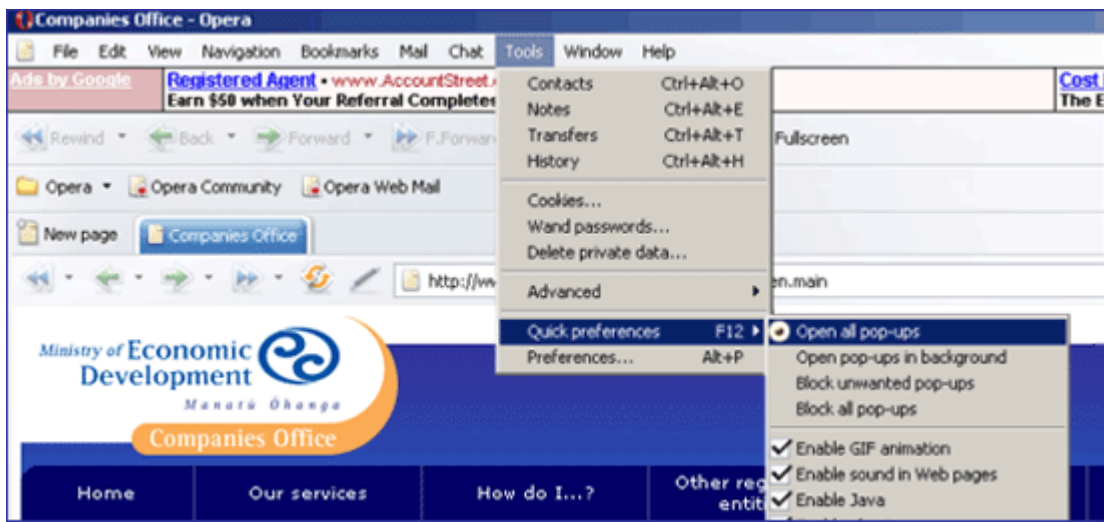 Companies Office - Opera
File Edit View Navigation Bookmarks Mail Chat Tools Window Help
Ads by Google
Registered Agent • www.AccountStreet.
Earn $50 when Your Referral Completes
Cost
The E
Rewind Back Forward F.Forwar
Fullscreen
Opera Opera Community Opera Web Mail
New page Companies Office
http://ww
en.main
Contacts Ctrl+Alt+O
Notes Ctrl+Alt+E
Transfers Ctrl+Alt+T
History Ctrl+Alt+H
Cookies...
Wand passwords...
Delete private data...
Advanced
Quick preferences F12
Preferences... Alt+P
Open all pop-ups
Open pop-ups in background
Block unwanted pop-ups
Block all pop-ups
Enable GIF animation
Enable sound in Web pages
Enable Java
Ministry of Economic
Development
Manatū Ōhanga
Companies Office
Home
Our services
How do I...?
Other reg
entiti